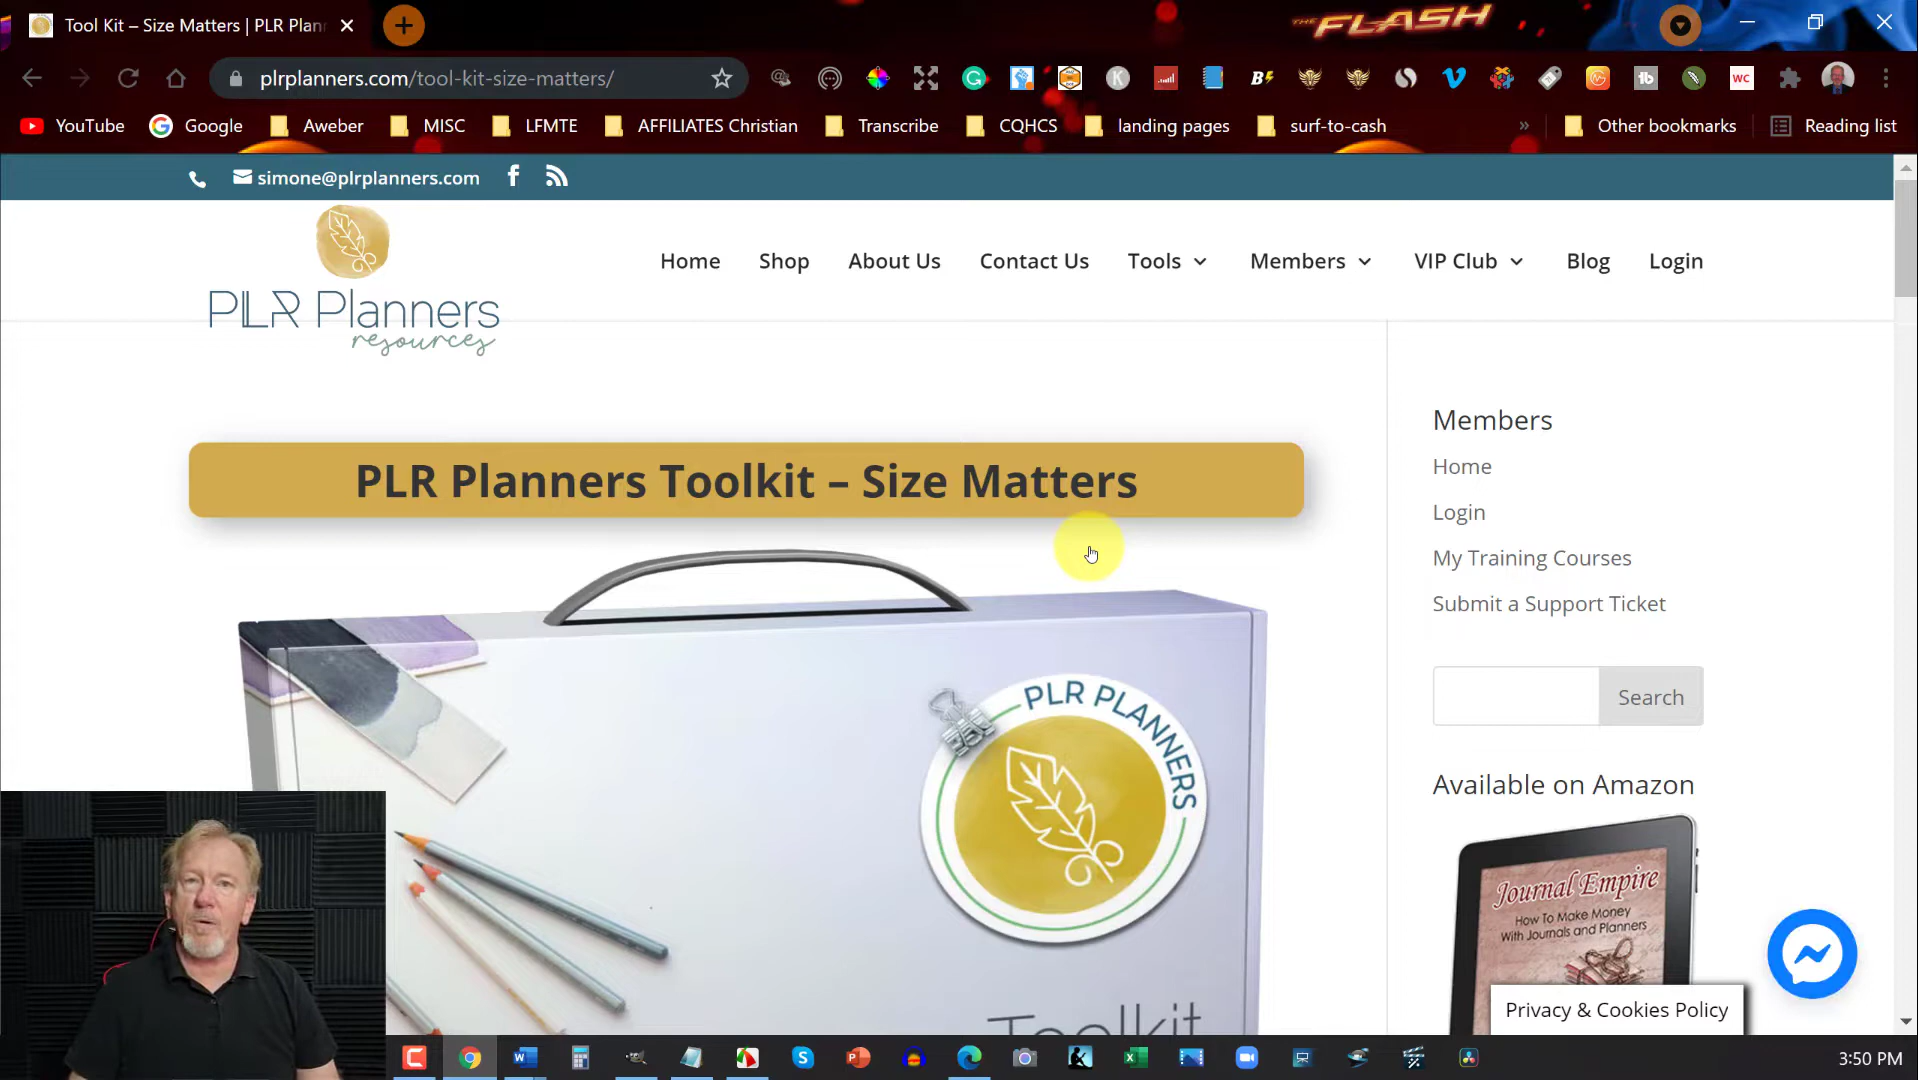 Tool Kit – Size Matters | PLR Plan
THE FLASH
plrplanners.com/tool-kit-size-matters/
YouTube Google Aweber MISC LFMTE AFFILIATES Christian Transcribe CQHCS landing pages surf-to-cash » Other bookmarks Reading list
simone@plrplanners.com
PLR Planners
resources
Home Shop About Us Contact Us Tools Members VIP Club Blog Login
PLR Planners Toolkit – Size Matters
Members
Home
Login
My Training Courses
Submit a Support Ticket
Search
PLR PLANNERS
Toolkit
Available on Amazon
Journal Empire
How To Make Money
With Journals and Planners
Privacy & Cookies Policy
3:50 PM